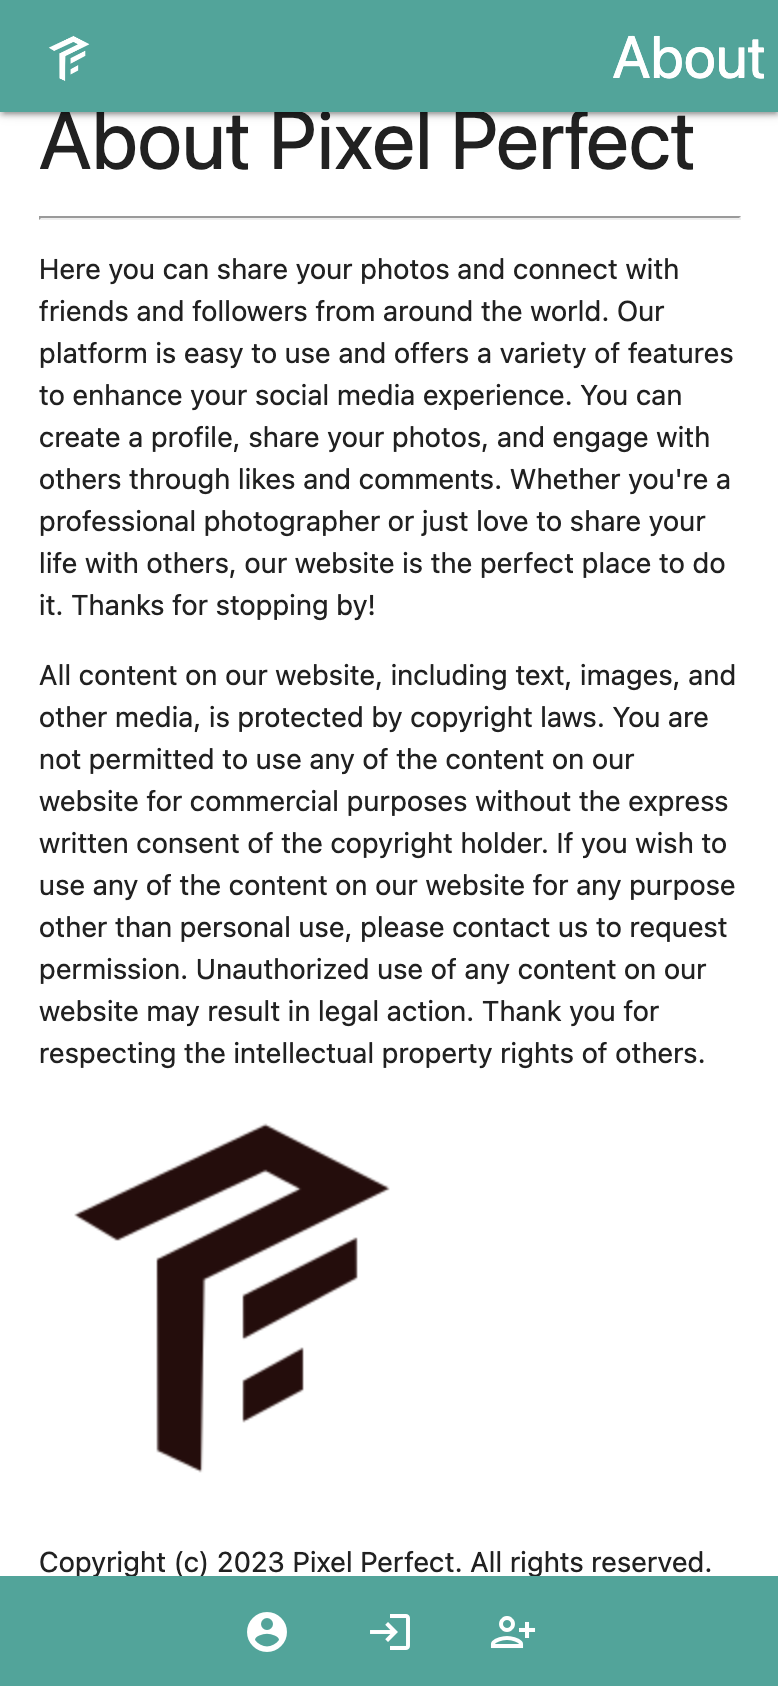 About
About Pixel Perfect
Here you can share your photos and connect with
friends and followers from around the world. Our
platform is easy to use and offers a variety of features
to enhance your social media experience. You can
create a profile, share your photos, and engage with
others through likes and comments. Whether you're a
professional photographer or just love to share your
life with others, our website is the perfect place to do
it. Thanks for stopping by!
All content on our website, including text, images, and
other media, is protected by copyright laws. You are
not permitted to use any of the content on our
website for commercial purposes without the express
written consent of the copyright holder. If you wish to
use any of the content on our website for any purpose
other than personal use, please contact us to request
permission. Unauthorized use of any content on our
website may result in legal action. Thank you for
respecting the intellectual property rights of others.
Copyright (c) 2023 Pixel Perfect. All rights reserved.